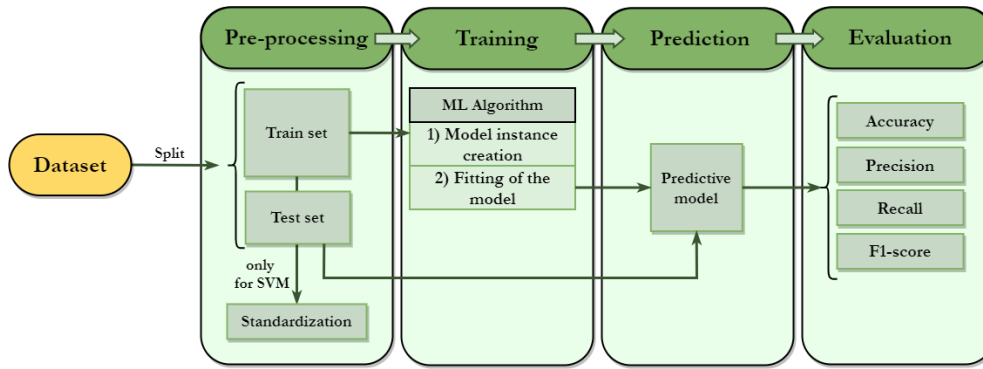 Pre-processing
Training
Prediction
Evaluation
Dataset
Split
Train set
Test set
only
for SVM
Standardization
ML Algorithm
1) Model instance
creation
2) Fitting of the
model
Predictive
model
Accuracy
Precision
Recall
F1-score